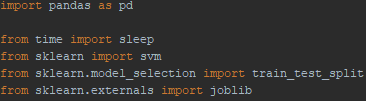 import pandas as pd
from time import sleep
from sklearn import svm
from sklearn.model_selection import train_test_split
from sklearn.externals import joblib